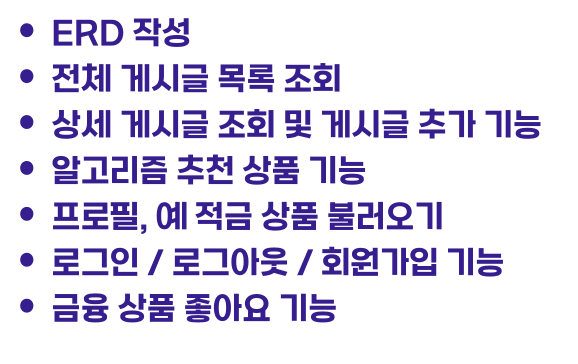 • ERD 작성
• 전체 게시글 목록 조회
• 상세 게시글 조회 및 게시글 추가 기능
• 알고리즘 추천 상품 기능
• 프로필, 예 적금 상품 불러오기
• 로그인 / 로그아웃 / 회원가입 기능
• 금융 상품 좋아요 기능